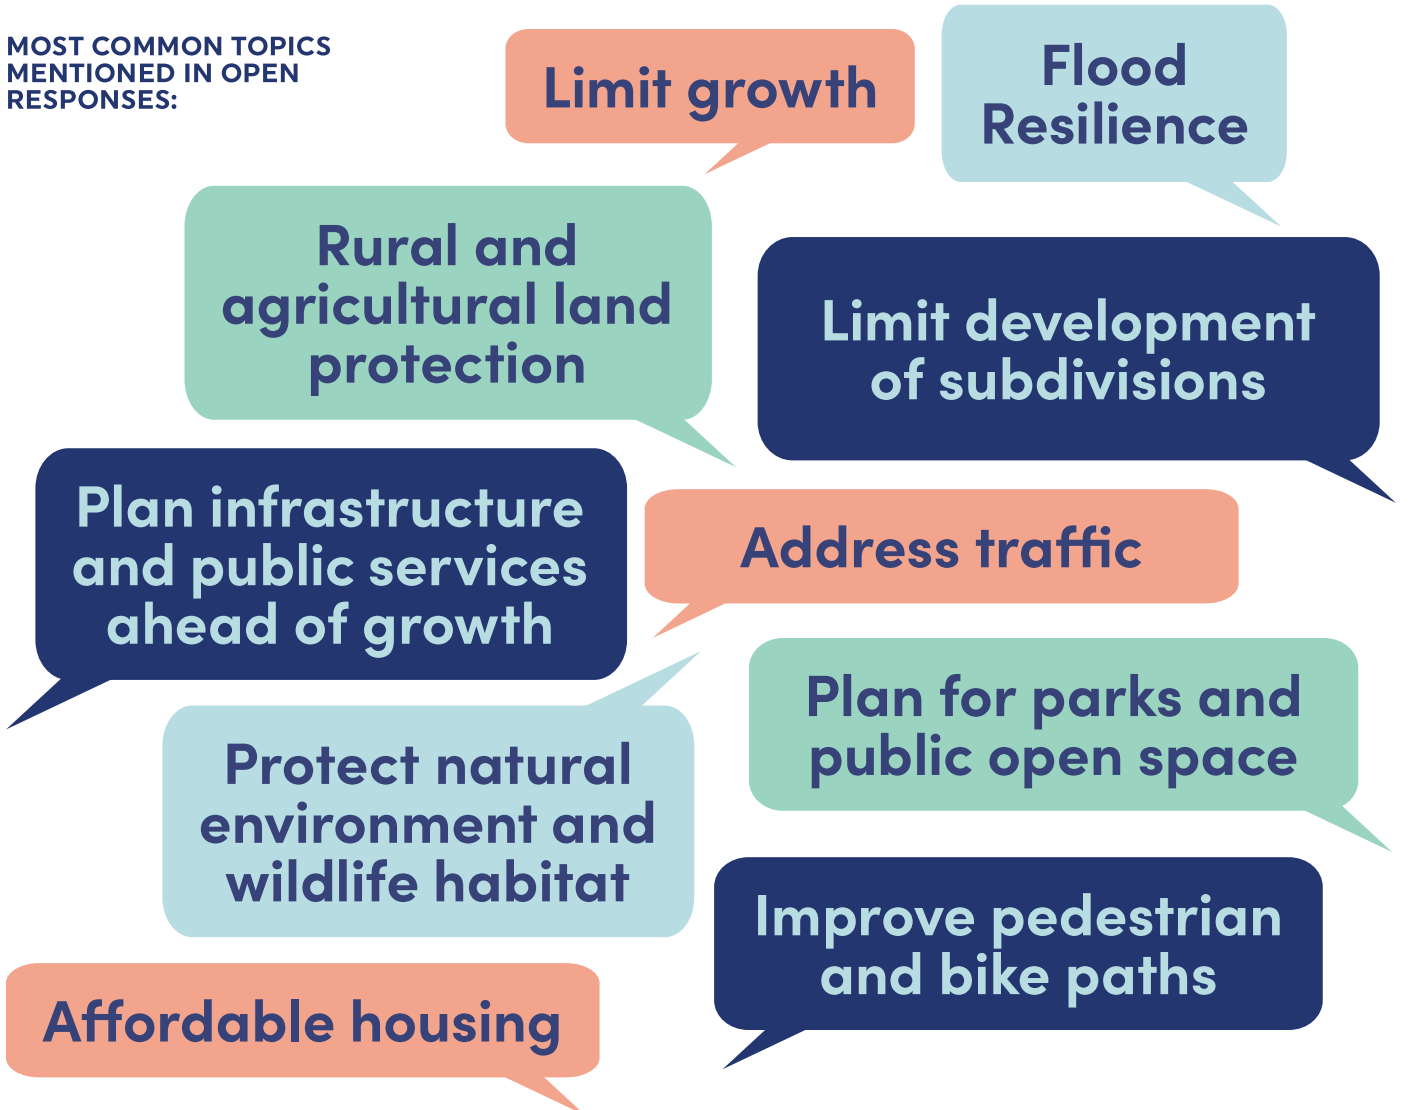 MOST COMMON TOPICS
MENTIONED IN OPEN
RESPONSES:
Limit growth
Flood
Resilience
Rural and
agricultural land
protection
Limit development
of subdivisions
Plan infrastructure
and public services
ahead of growth
Address traffic
Plan for parks and
public open space
Protect natural
environment and
wildlife habitat
Improve pedestrian
and bike paths
Affordable housing